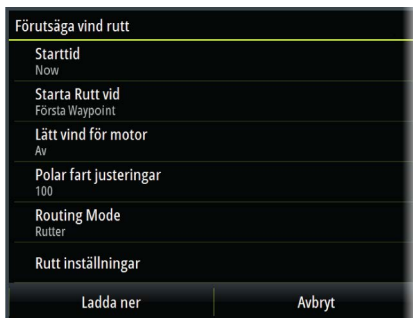 Förutsäga vind rutt
Starttid
Now
Starta Rutt vid
Första Waypoint
Lätt vind för motor
Av
Polar fart justeringar
100
Routing Mode
Rutter
Rutt inställningar
Ladda ner
Avbryt